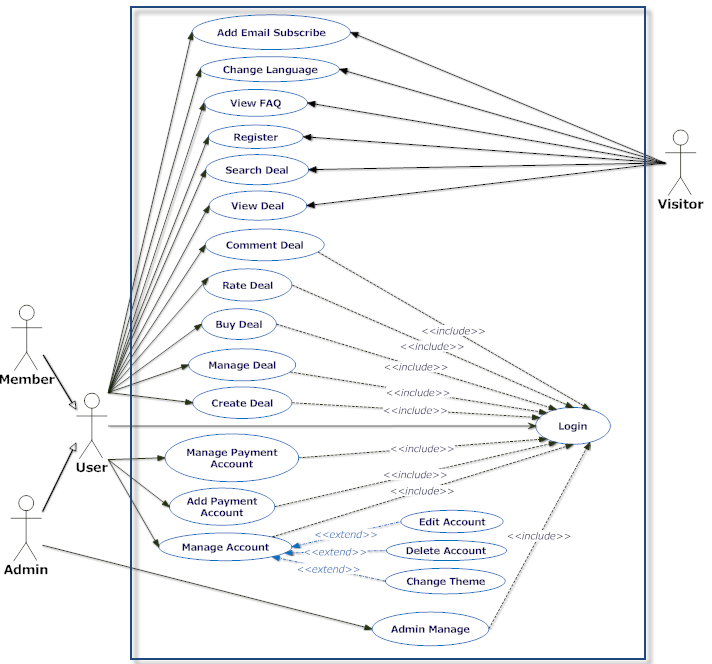 Add Email Subscribe
Change Language
View FAQ
Register
Search Deal
View Deal
Visitor
Comment Deal
Rate Deal
Buy Deal
<<include>>
<<include>>
Manage Deal
<<include>>
Member
<<include>>
Create Deal
<<include>>
Login
User
Manage Payment
Account
<<include>>
<<include>>
<<include>>
Add Payment
Account
Edit Account
<<extend>>
<<include>>
Manage Account
<<extend>>
Delete Account
Admin
<<extend>>
Change Theme
Admin Manage